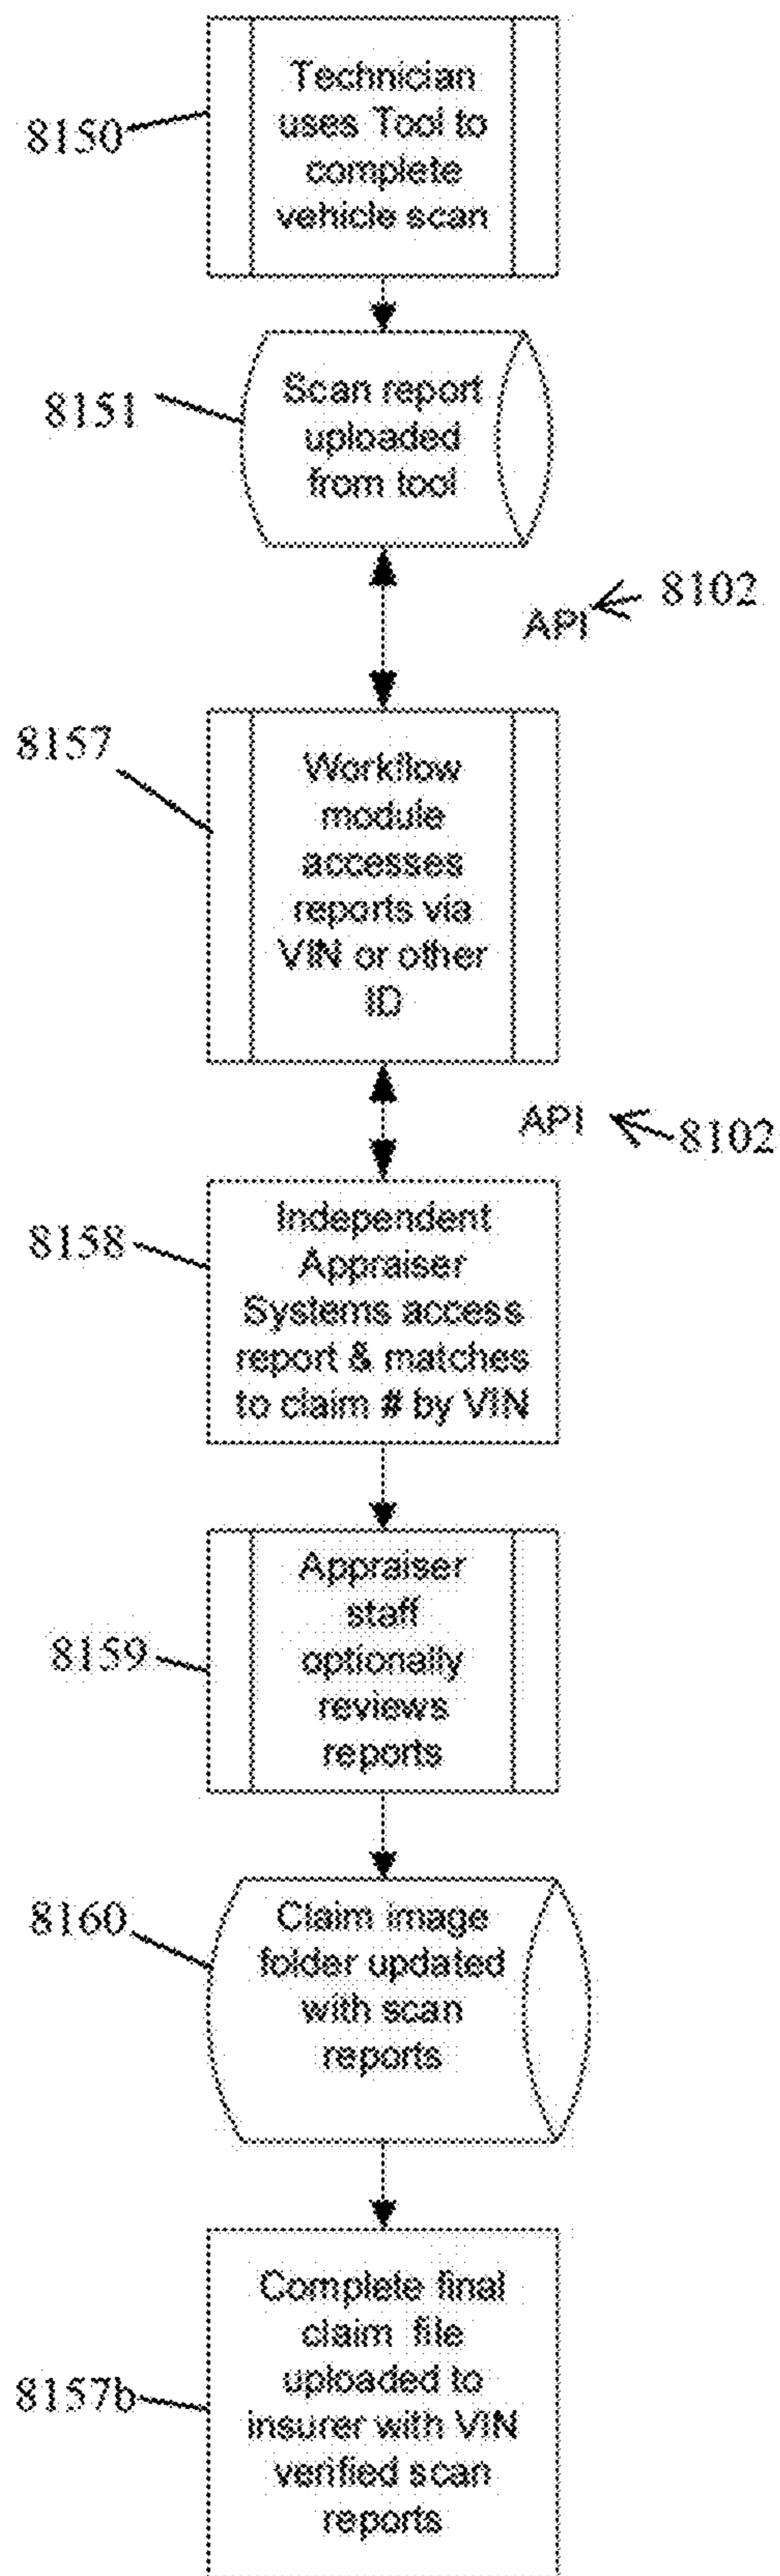 8150
Technician
uses Tool to
complete
vehicle scan
8151
Scan report
uploaded
from tool
API
8102
8157
Workflow
module
accesses
reports via
VIN or other
ID
API
8102
8158
Independent
Appraiser
Systems access
report & matches
to claim # by VIN
8159
Appraiser
staff
optionally
reviews
reports
8160
Claim image
folder updated
with scan
reports
8157b
Complete final
claim file
uploaded to
insurer with VIN
verified scan
reports